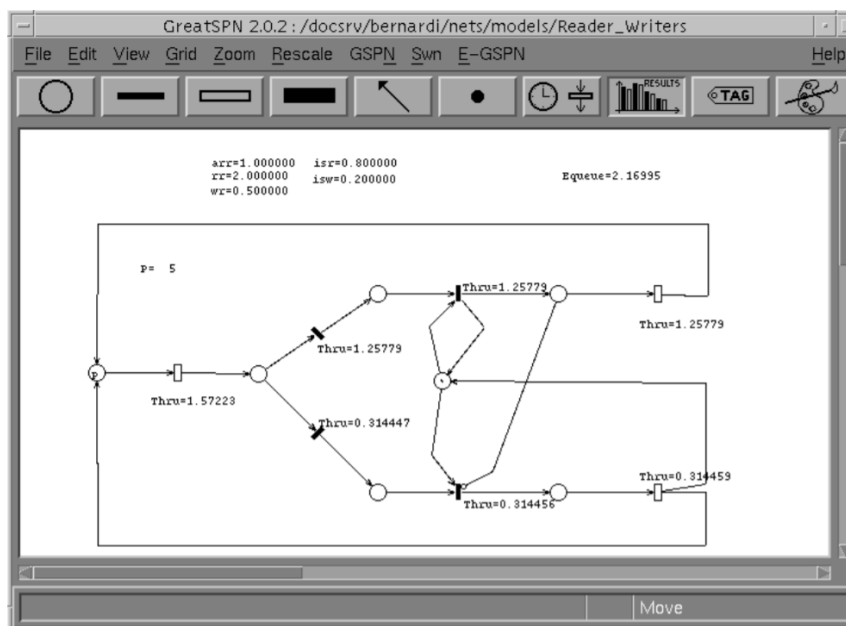 GreatSPN 2.0.2 : /docsrv/bernardi/nets/models/Reader_Writers
File Edit View Grid Zoom Rescale GSPN Swn E-GSPN Help
RESULTS
TAG
arr=1.000000 isr=0.800000
rr=2.000000 isw=0.200000 Equeue=2.16995
wr=0.500000
P= 5
Thru=1.25779
Thru=1.25779
Thru=1.25779
P
Thru=1.57223
Thru=0.314447
Thru=0.314459
Thru=0.314456
Move